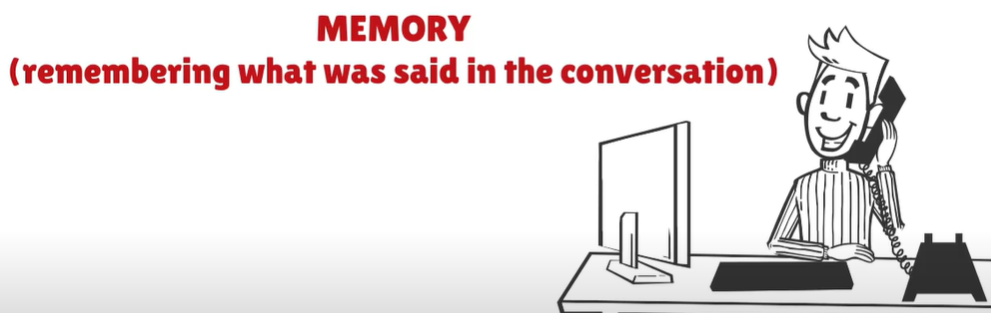 MEMORY
(remembering what was said in the conversation)